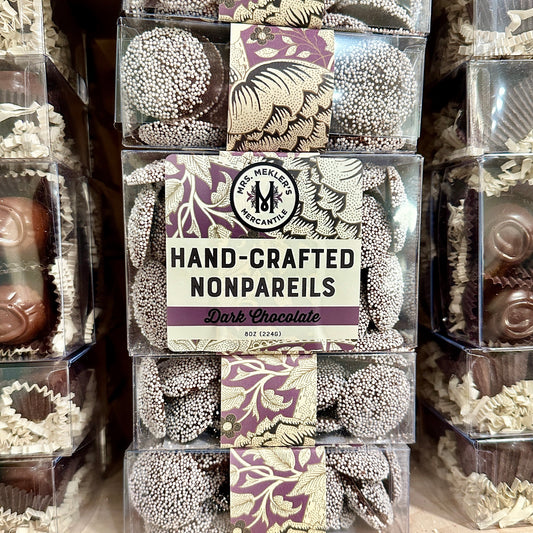 MRS. MEKLER'S
MERCANTILE
HAND-CRAFTED
NONPAREILS
Dark Chocolate
8OZ (224G)